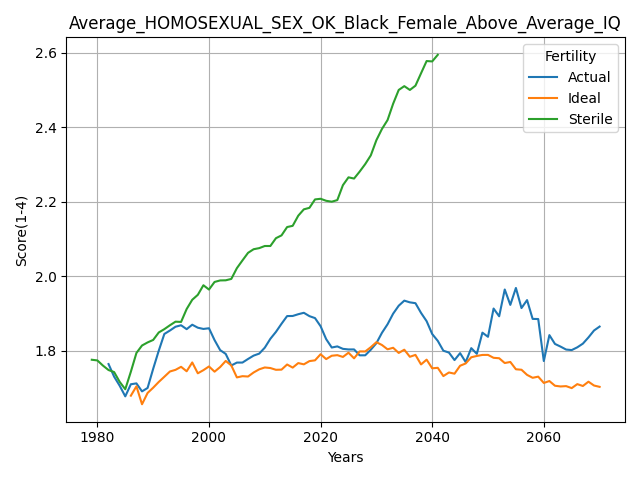 Average_HOMOSEXUAL_SEX_OK_Black_Female_Above_Average_IQ
Fertility
Actual
Ideal
Sterile
Score(1-4)
2.6
2.4
2.2
2.0
1.8
1980
2000
2020
2040
2060
Years